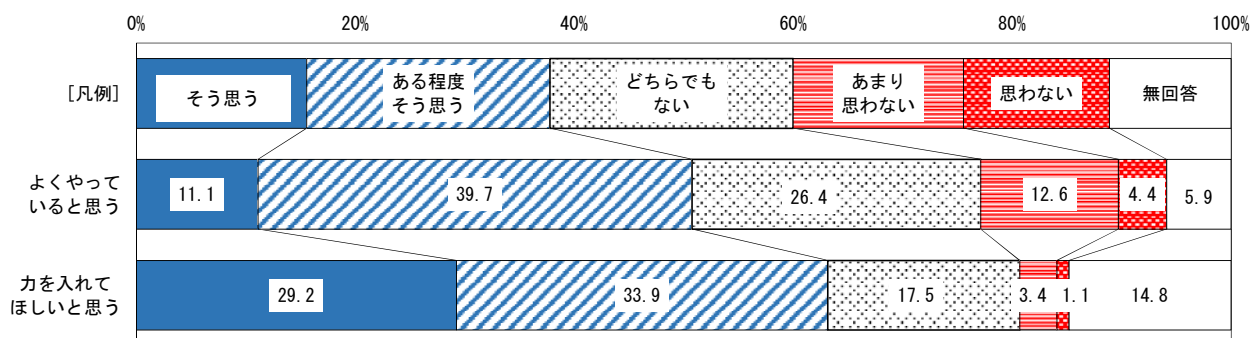 0% 20% 40% 60% 80% 100%
[凡例] そう思う ある程度 そう思う どちらでも ない あまり 思わない 思わない 無回答
よくやって
いると思う
11.1 39.7 26.4 12.6 4.4 5.9
力を入れて
ほしいと思う
29.2 33.9 17.5 3.4 1.1 14.8